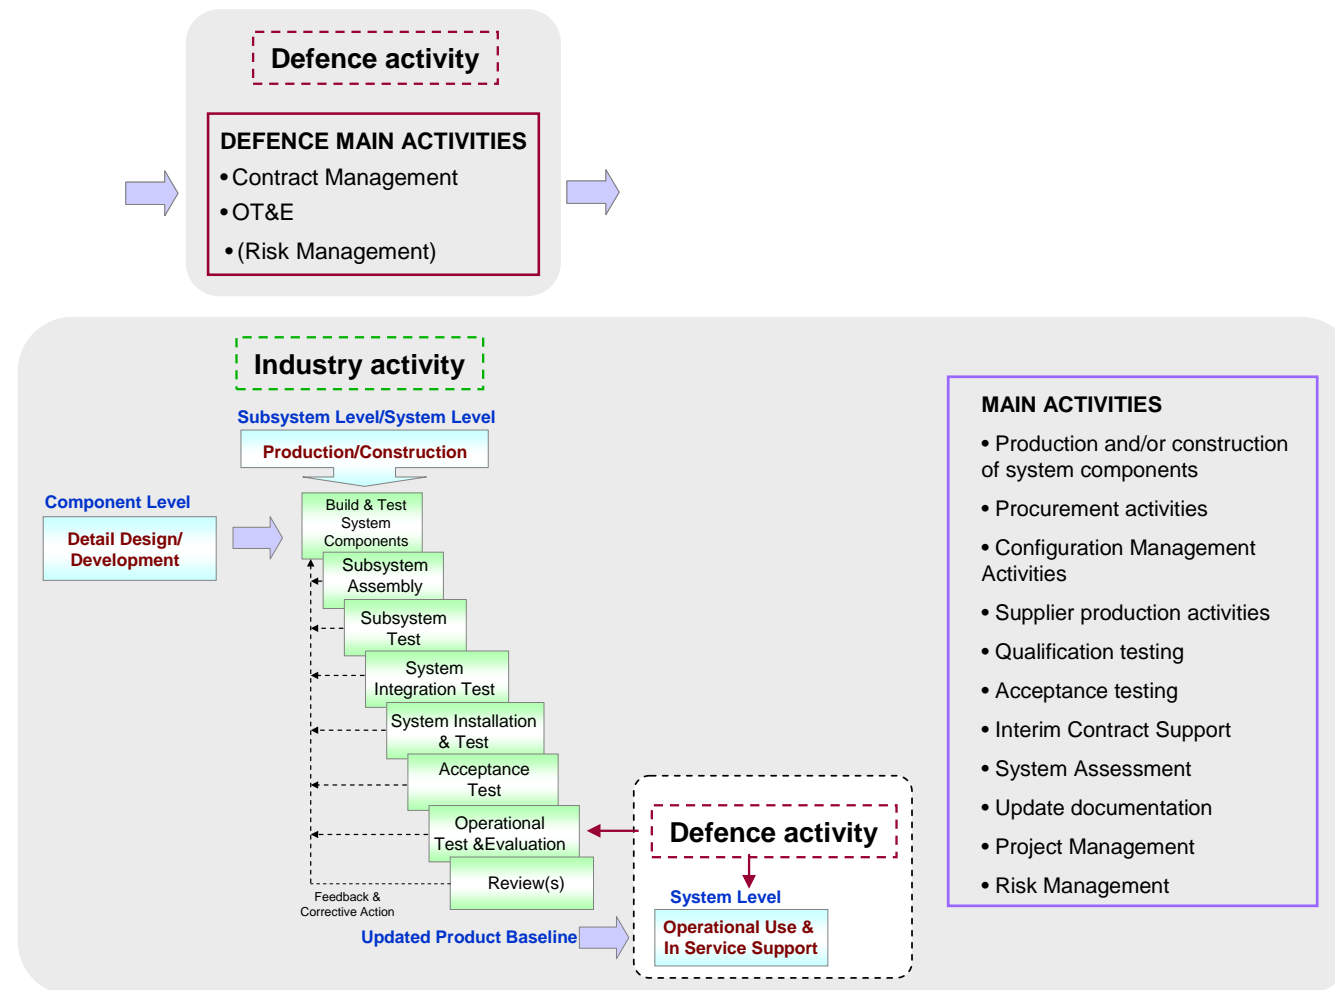 Defence activity
DEFENCE MAIN ACTIVITIES
• Contract Management
• OT&E
• (Risk Management)
Industry activity
Subsystem Level/System Level
Production/Construction
Component Level
Detail Design/
Development
Build & Test
System
Components
Subsystem
Assembly
Subsystem
Test
System
Integration Test
System Installation
& Test
Acceptance
Test
Operational
Test &Evaluation
Review(s)
Feedback &
Corrective Action
Updated Product Baseline
Defence activity
System Level
Operational Use &
In Service Support
MAIN ACTIVITIES
• Production and/or construction
of system components
• Procurement activities
• Configuration Management
Activities
• Supplier production activities
• Qualification testing
• Acceptance testing
• Interim Contract Support
• System Assessment
• Update documentation
• Project Management
• Risk Management